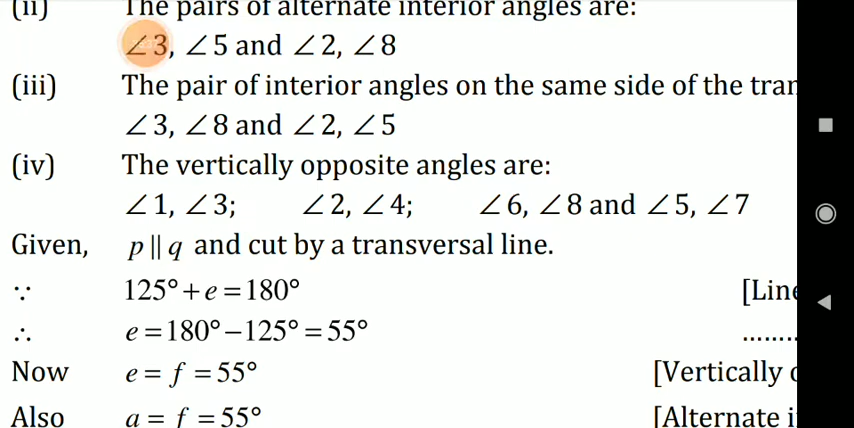 (ii) The pairs of alternate interior angles are:
∠3, ∠5 and ∠2, ∠8
(iii) The pair of interior angles on the same side of the tran
∠3, ∠8 and ∠2, ∠5
(iv) The vertically opposite angles are:
∠1, ∠3; ∠2, ∠4; ∠6, ∠8 and ∠5, ∠7
Given, p || q and cut by a transversal line.
∵ 125° + e = 180° [Line
∴ e = 180° − 125° = 55° ........
Now e = f = 55° [Vertically o
Also a = f = 55° [Alternate i